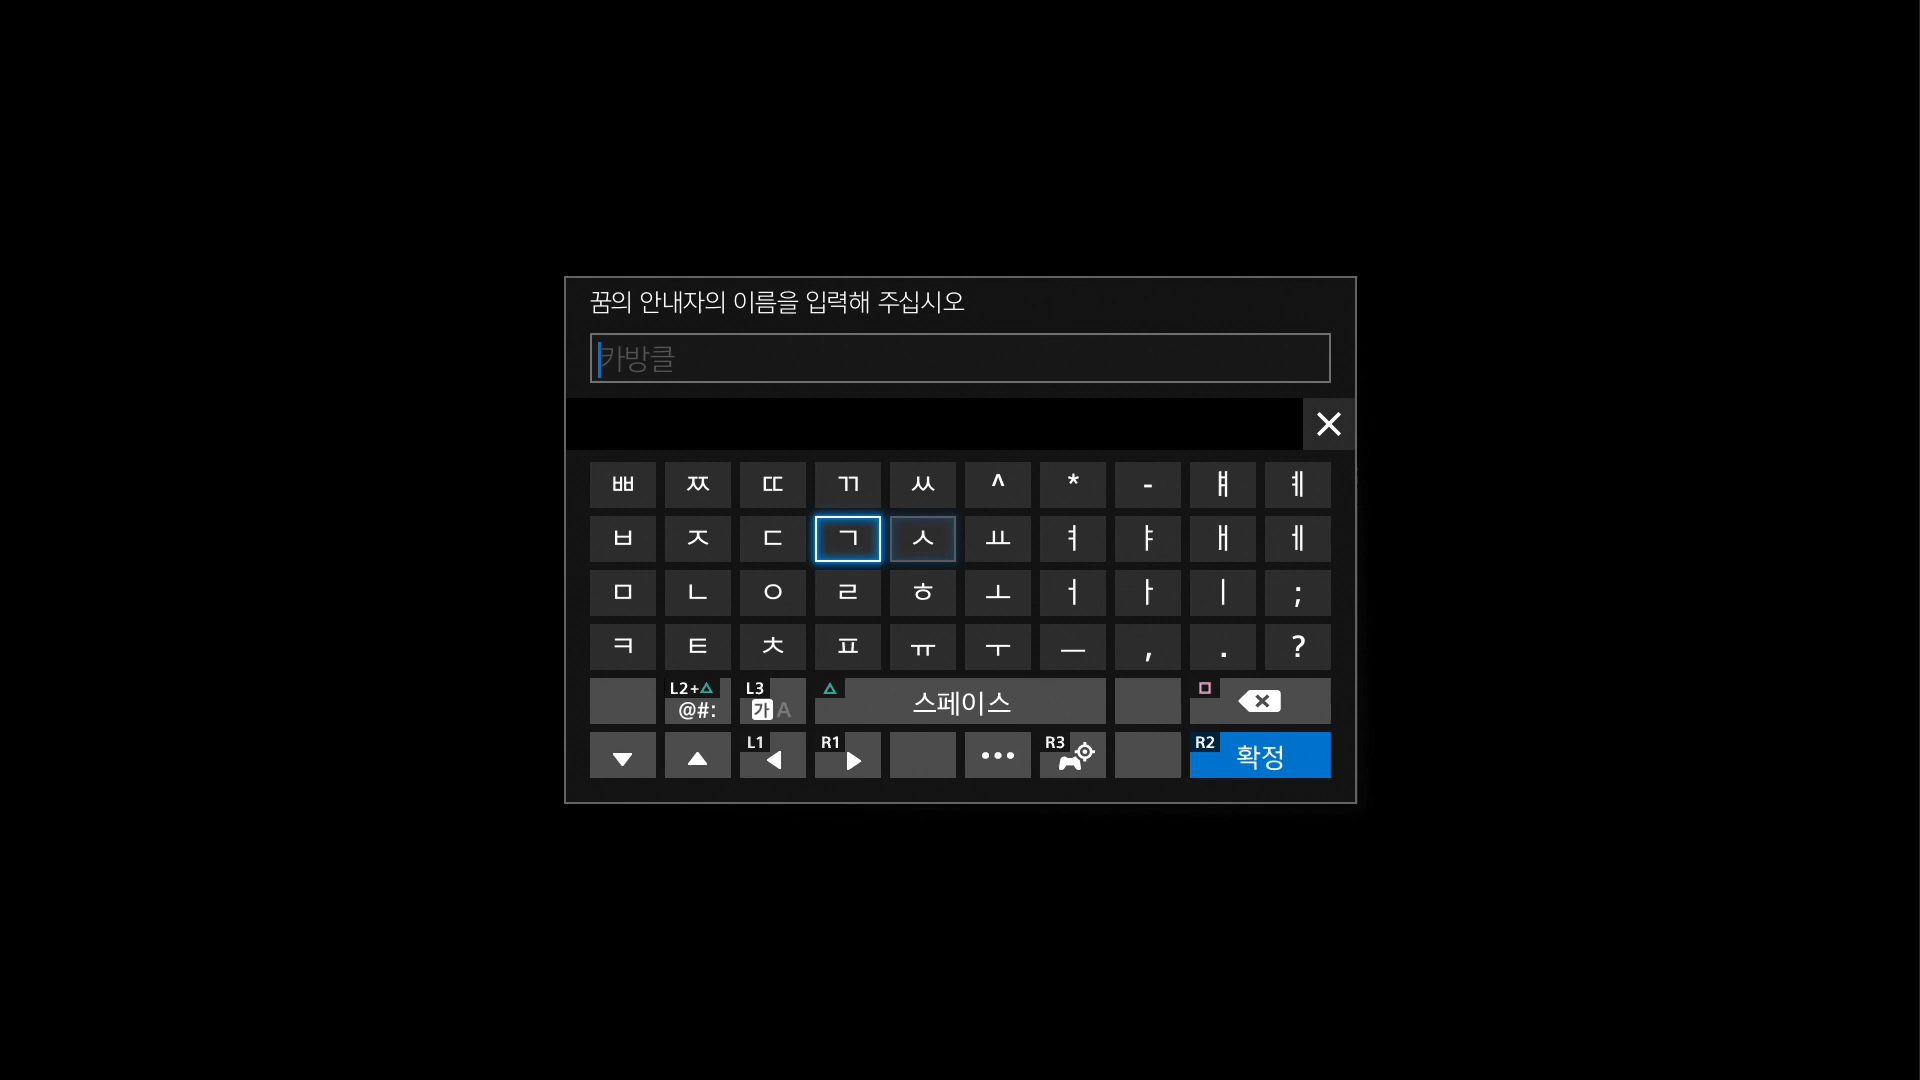 꿈의 안내자의 이름을 입력해 주십시오
카방클
ㅃ ㅉ ㄸ ㄲ ㅆ ^ * - ㅒ ㅖ
ㅂ ㅈ ㄷ ㄱ ㅅ ㅛ ㅕ ㅑ ㅐ ㅔ
ㅁ ㄴ ㅇ ㄹ ㅎ ㅗ ㅓ ㅏ ㅣ ;
ㅋ ㅌ ㅊ ㅍ ㅠ ㅜ ㅡ , . ?
L2+△ @#: L3 가 A △ 스페이스 □
L1 R1 ••• R3 R2 확정